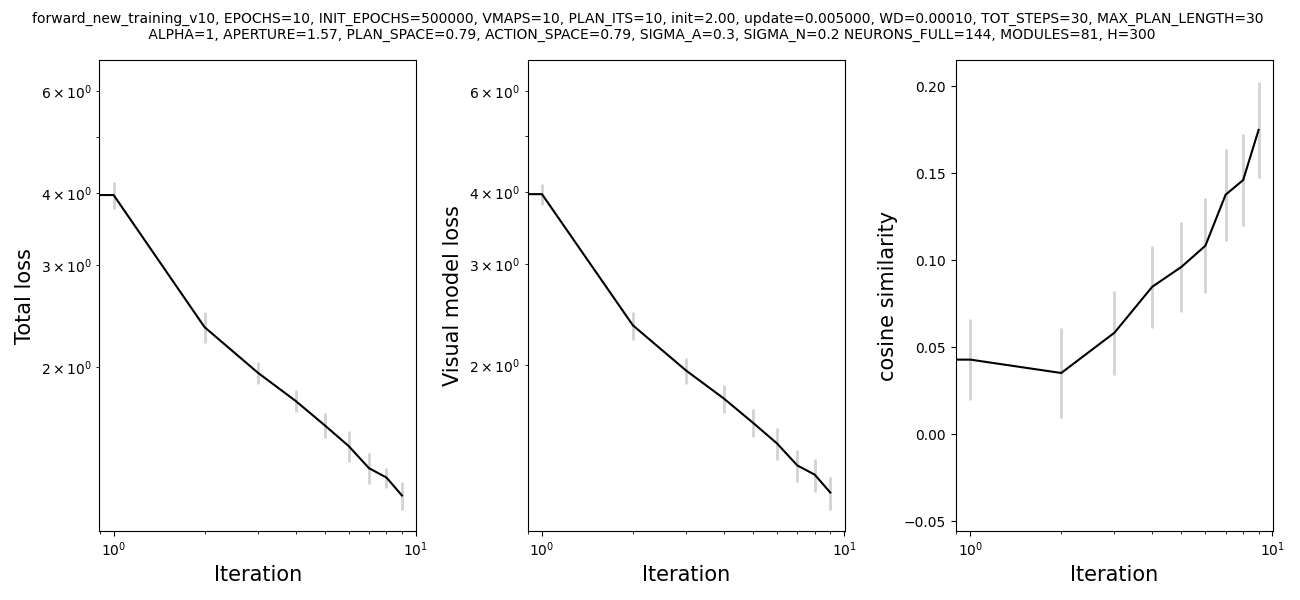 forward_new_training_v10, EPOCHS=10, INIT_EPOCHS=500000, VMAPS=10, PLAN_ITS=10, init=2.00, update=0.005000, WD=0.00010, TOT_STEPS=30, MAX_PLAN_LENGTH=30
ALPHA=1, APERTURE=1.57, PLAN_SPACE=0.79, ACTION_SPACE=0.79, SIGMA_A=0.3, SIGMA_N=0.2 NEURONS_FULL=144, MODULES=81, H=300
Total loss
6 × 10⁰
4 × 10⁰
3 × 10⁰
2 × 10⁰
10⁰ 10¹
Iteration
Visual model loss
6 × 10⁰
4 × 10⁰
3 × 10⁰
2 × 10⁰
10⁰ 10¹
Iteration
cosine similarity
0.20
0.15
0.10
0.05
0.00
−0.05
10⁰ 10¹
Iteration